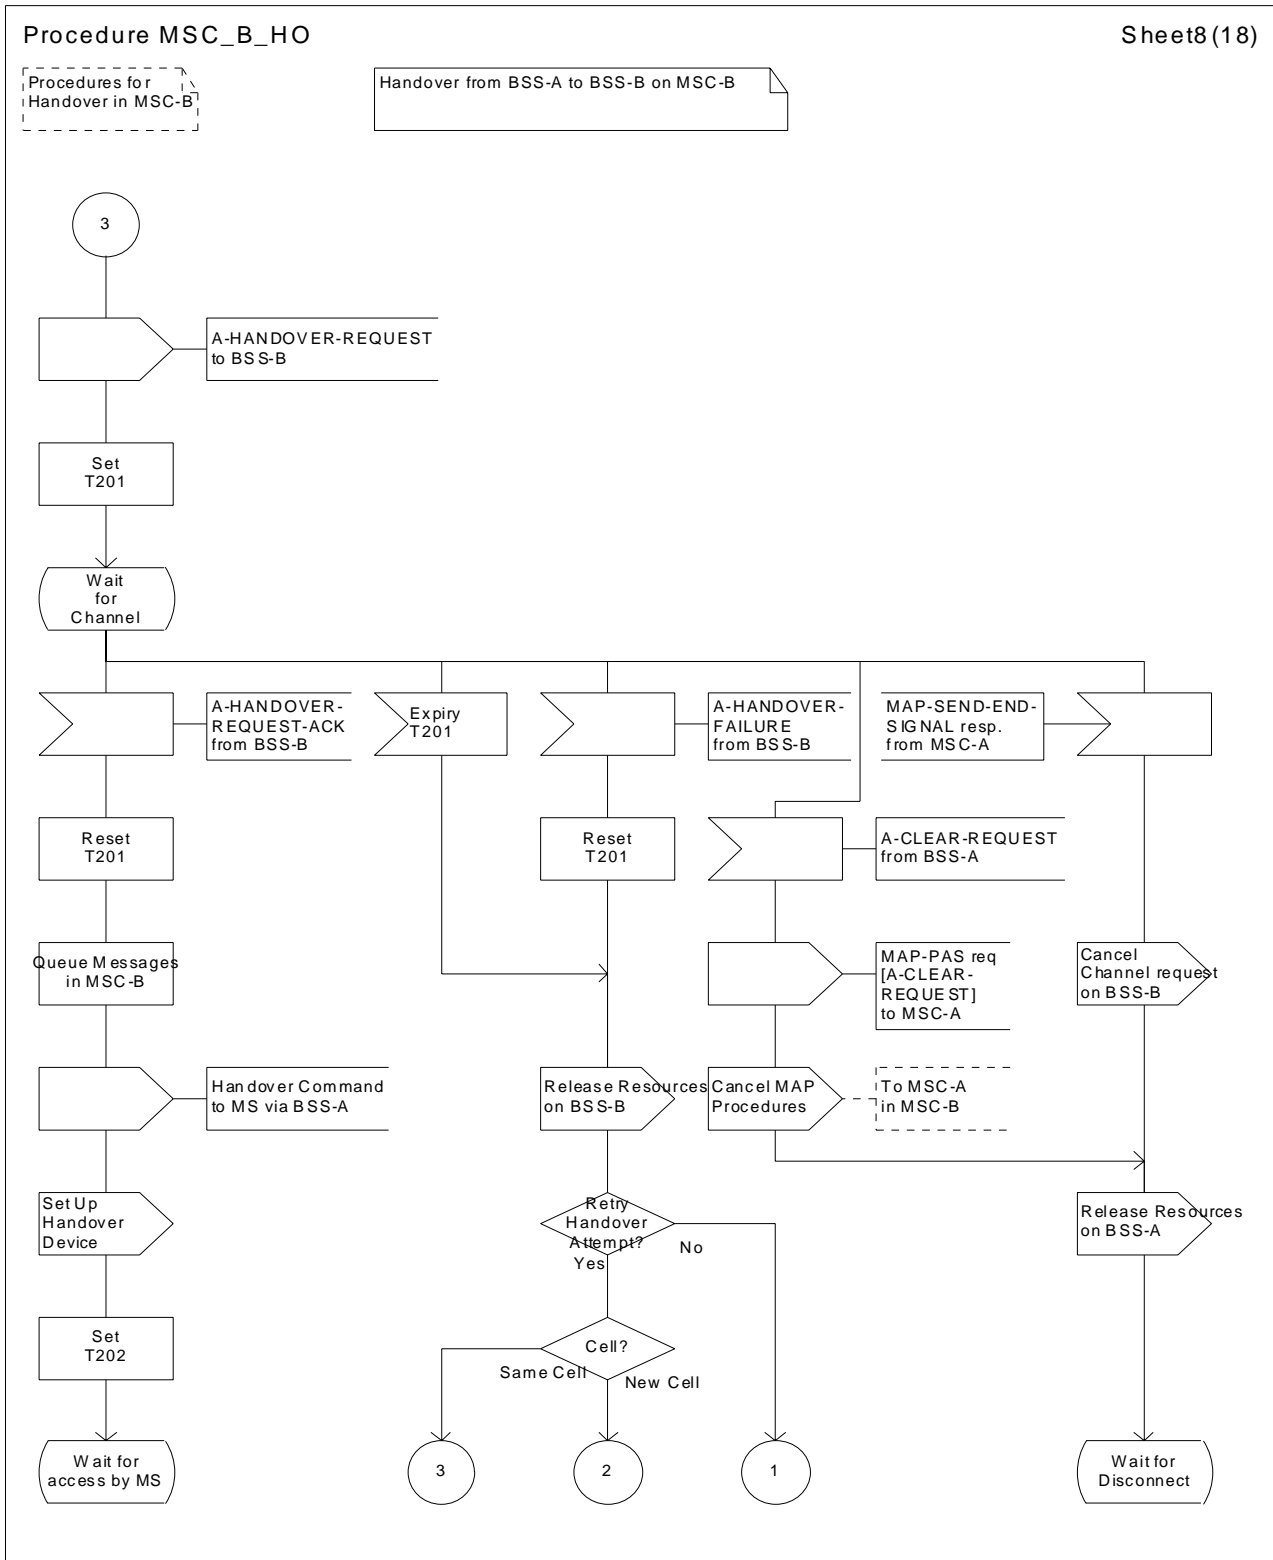 Procedure MSC_B_HO
Sheet8(18)
Procedures for
Handover in MSC-B
Handover from BSS-A to BSS-B on MSC-B
3
A-HANDOVER-REQUEST
to BSS-B
Set
T201
Wait
for
Channel
A-HANDOVER-
REQUEST-ACK
from BSS-B
Expiry
T201
A-HANDOVER-
FAILURE
from BSS-B
MAP-SEND-END-
SIGNAL resp.
from MSC-A
Reset
T201
Reset
T201
A-CLEAR-REQUEST
from BSS-A
Queue Messages
in MSC-B
MAP-PAS req
[A-CLEAR-
REQUEST]
to MSC-A
Cancel
Channel request
on BSS-B
Handover Command
to MS via BSS-A
Release Resources
on BSS-B
Cancel MAP
Procedures
To MSC-A
in MSC-B
Set Up
Handover
Device
Retry
Handover
Attempt?
No
Yes
Release Resources
on BSS-A
Set
T202
Cell?
Same Cell
New Cell
Wait for
access by MS
3
2
1
Wait for
Disconnect